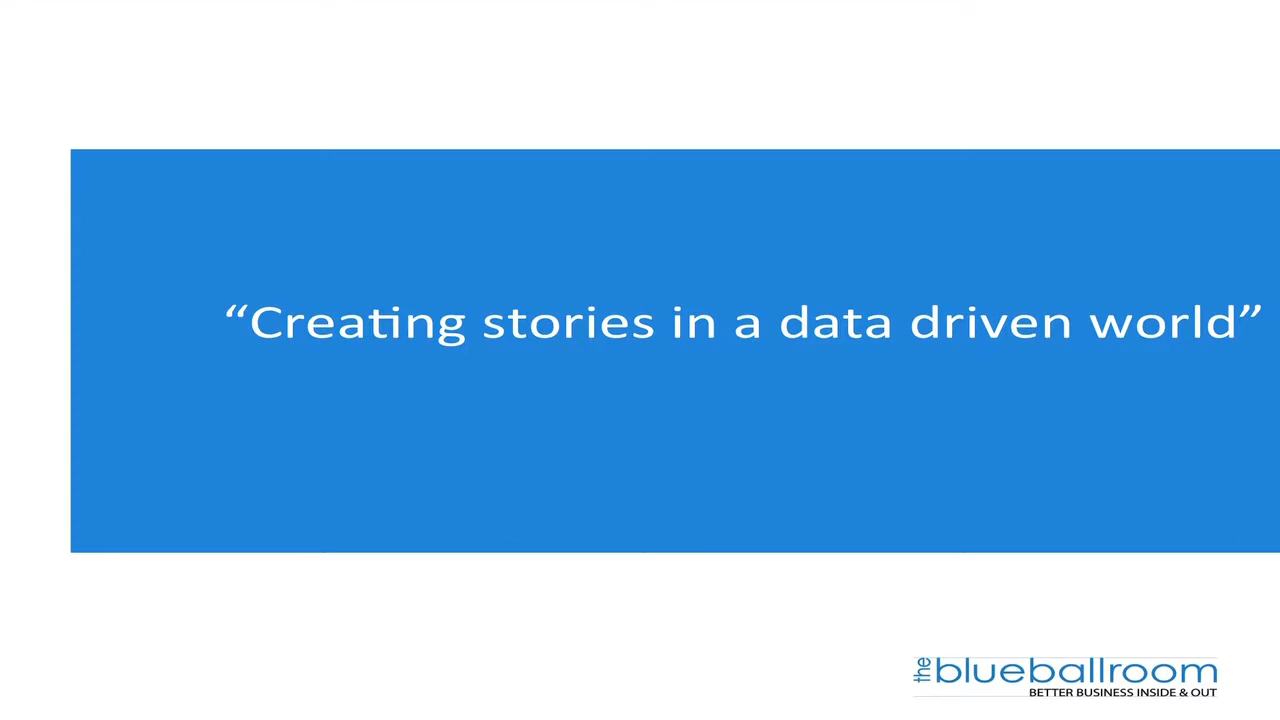 “Creating stories in a data driven world”
the blueballroom
BETTER BUSINESS INSIDE & OUT